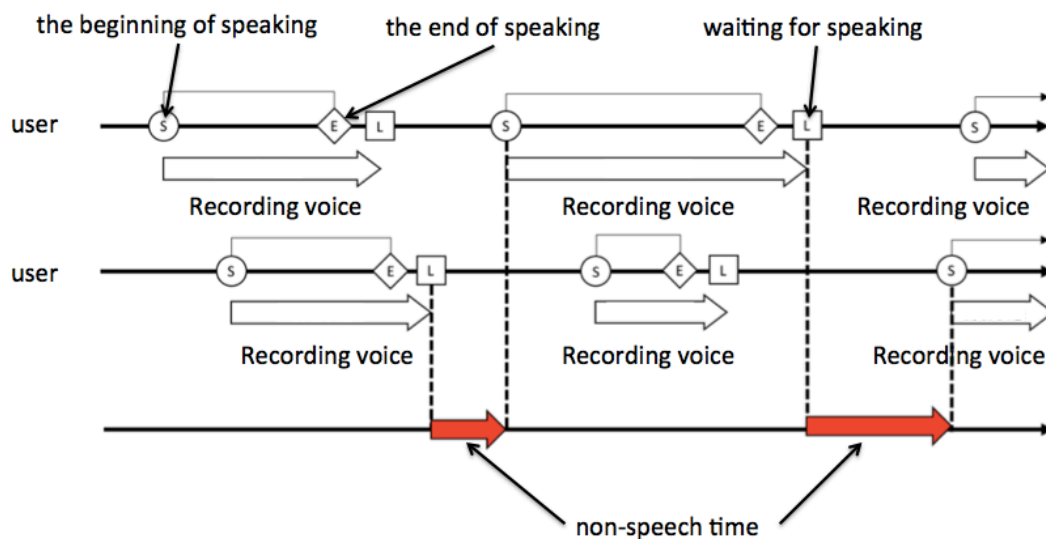 the beginning of speaking
the end of speaking
waiting for speaking
user
S
E
L
S
E
L
S
Recording voice
Recording voice
Recording voice
user
S
E
L
S
E
L
S
Recording voice
Recording voice
Recording voice
non-speech time